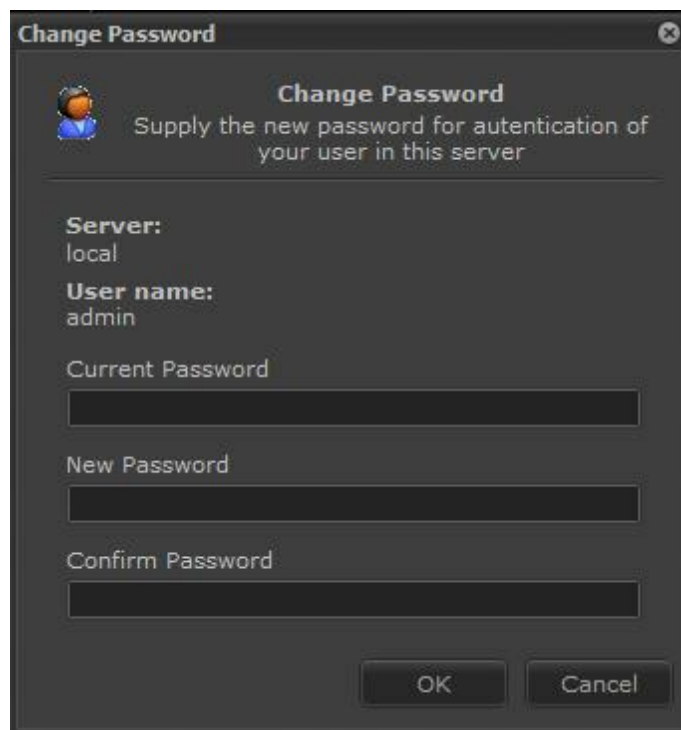 Change Password
Change Password
Supply the new password for autentication of
your user in this server
Server:
local
User name:
admin
Current Password
New Password
Confirm Password
OK
Cancel